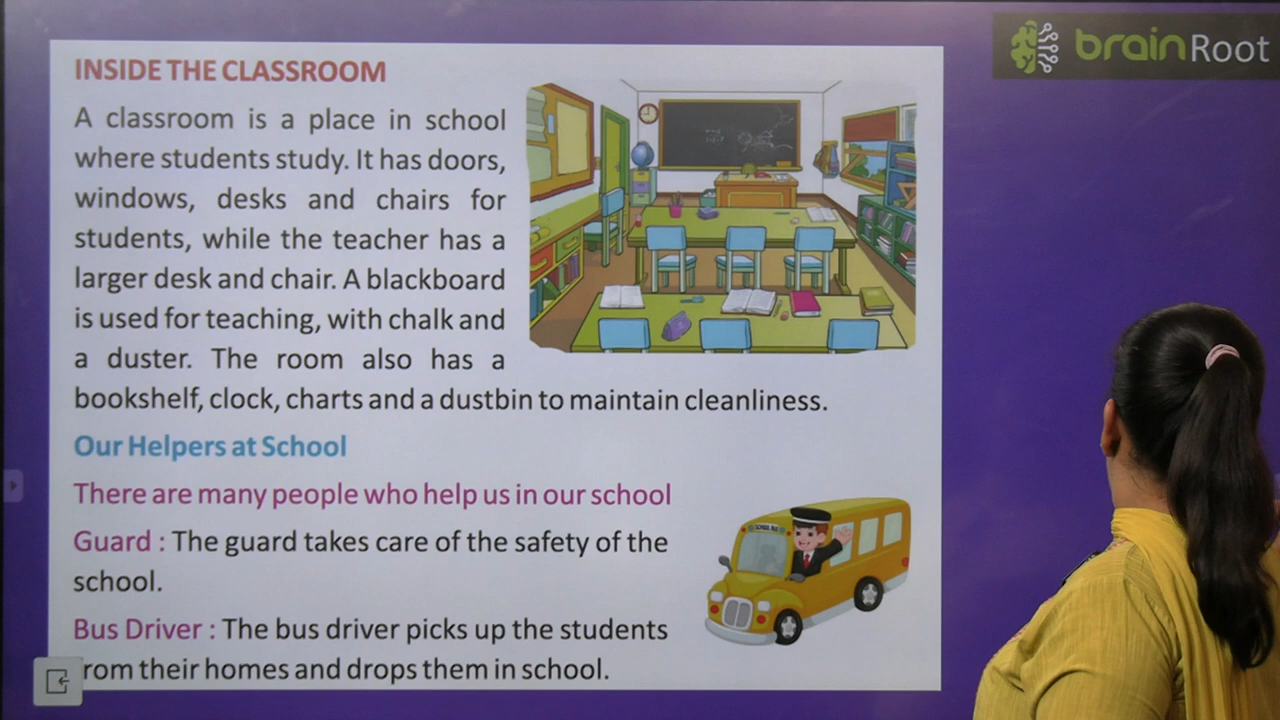 brainRoot
INSIDE THE CLASSROOM
A classroom is a place in school
where students study. It has doors,
windows, desks and chairs for
students, while the teacher has a
larger desk and chair. A blackboard
is used for teaching, with chalk and
a duster. The room also has a
bookshelf, clock, charts and a dustbin to maintain cleanliness.
Our Helpers at School
There are many people who help us in our school
Guard : The guard takes care of the safety of the
school.
SCHOOL BUS
Bus Driver : The bus driver picks up the students
rom their homes and drops them in school.